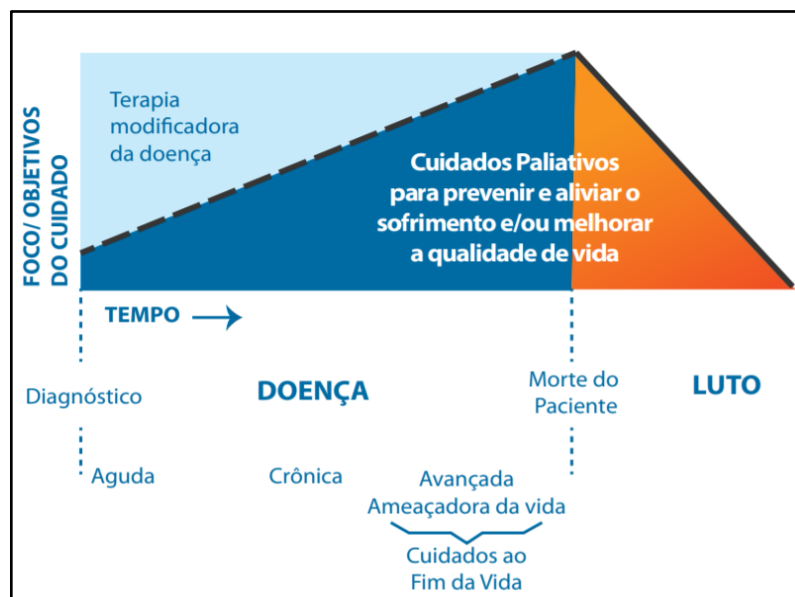 FOCO/ OBJETIVOS
DO CUIDADO
Terapia
modificadora
da doença
Cuidados Paliativos
para prevenir e aliviar o
sofrimento e/ou melhorar
a qualidade de vida
TEMPO
Diagnóstico
DOENÇA
Morte do
Paciente
LUTO
Aguda
Crônica
Avançada
Ameaçadora da vida
Cuidados ao
Fim da Vida